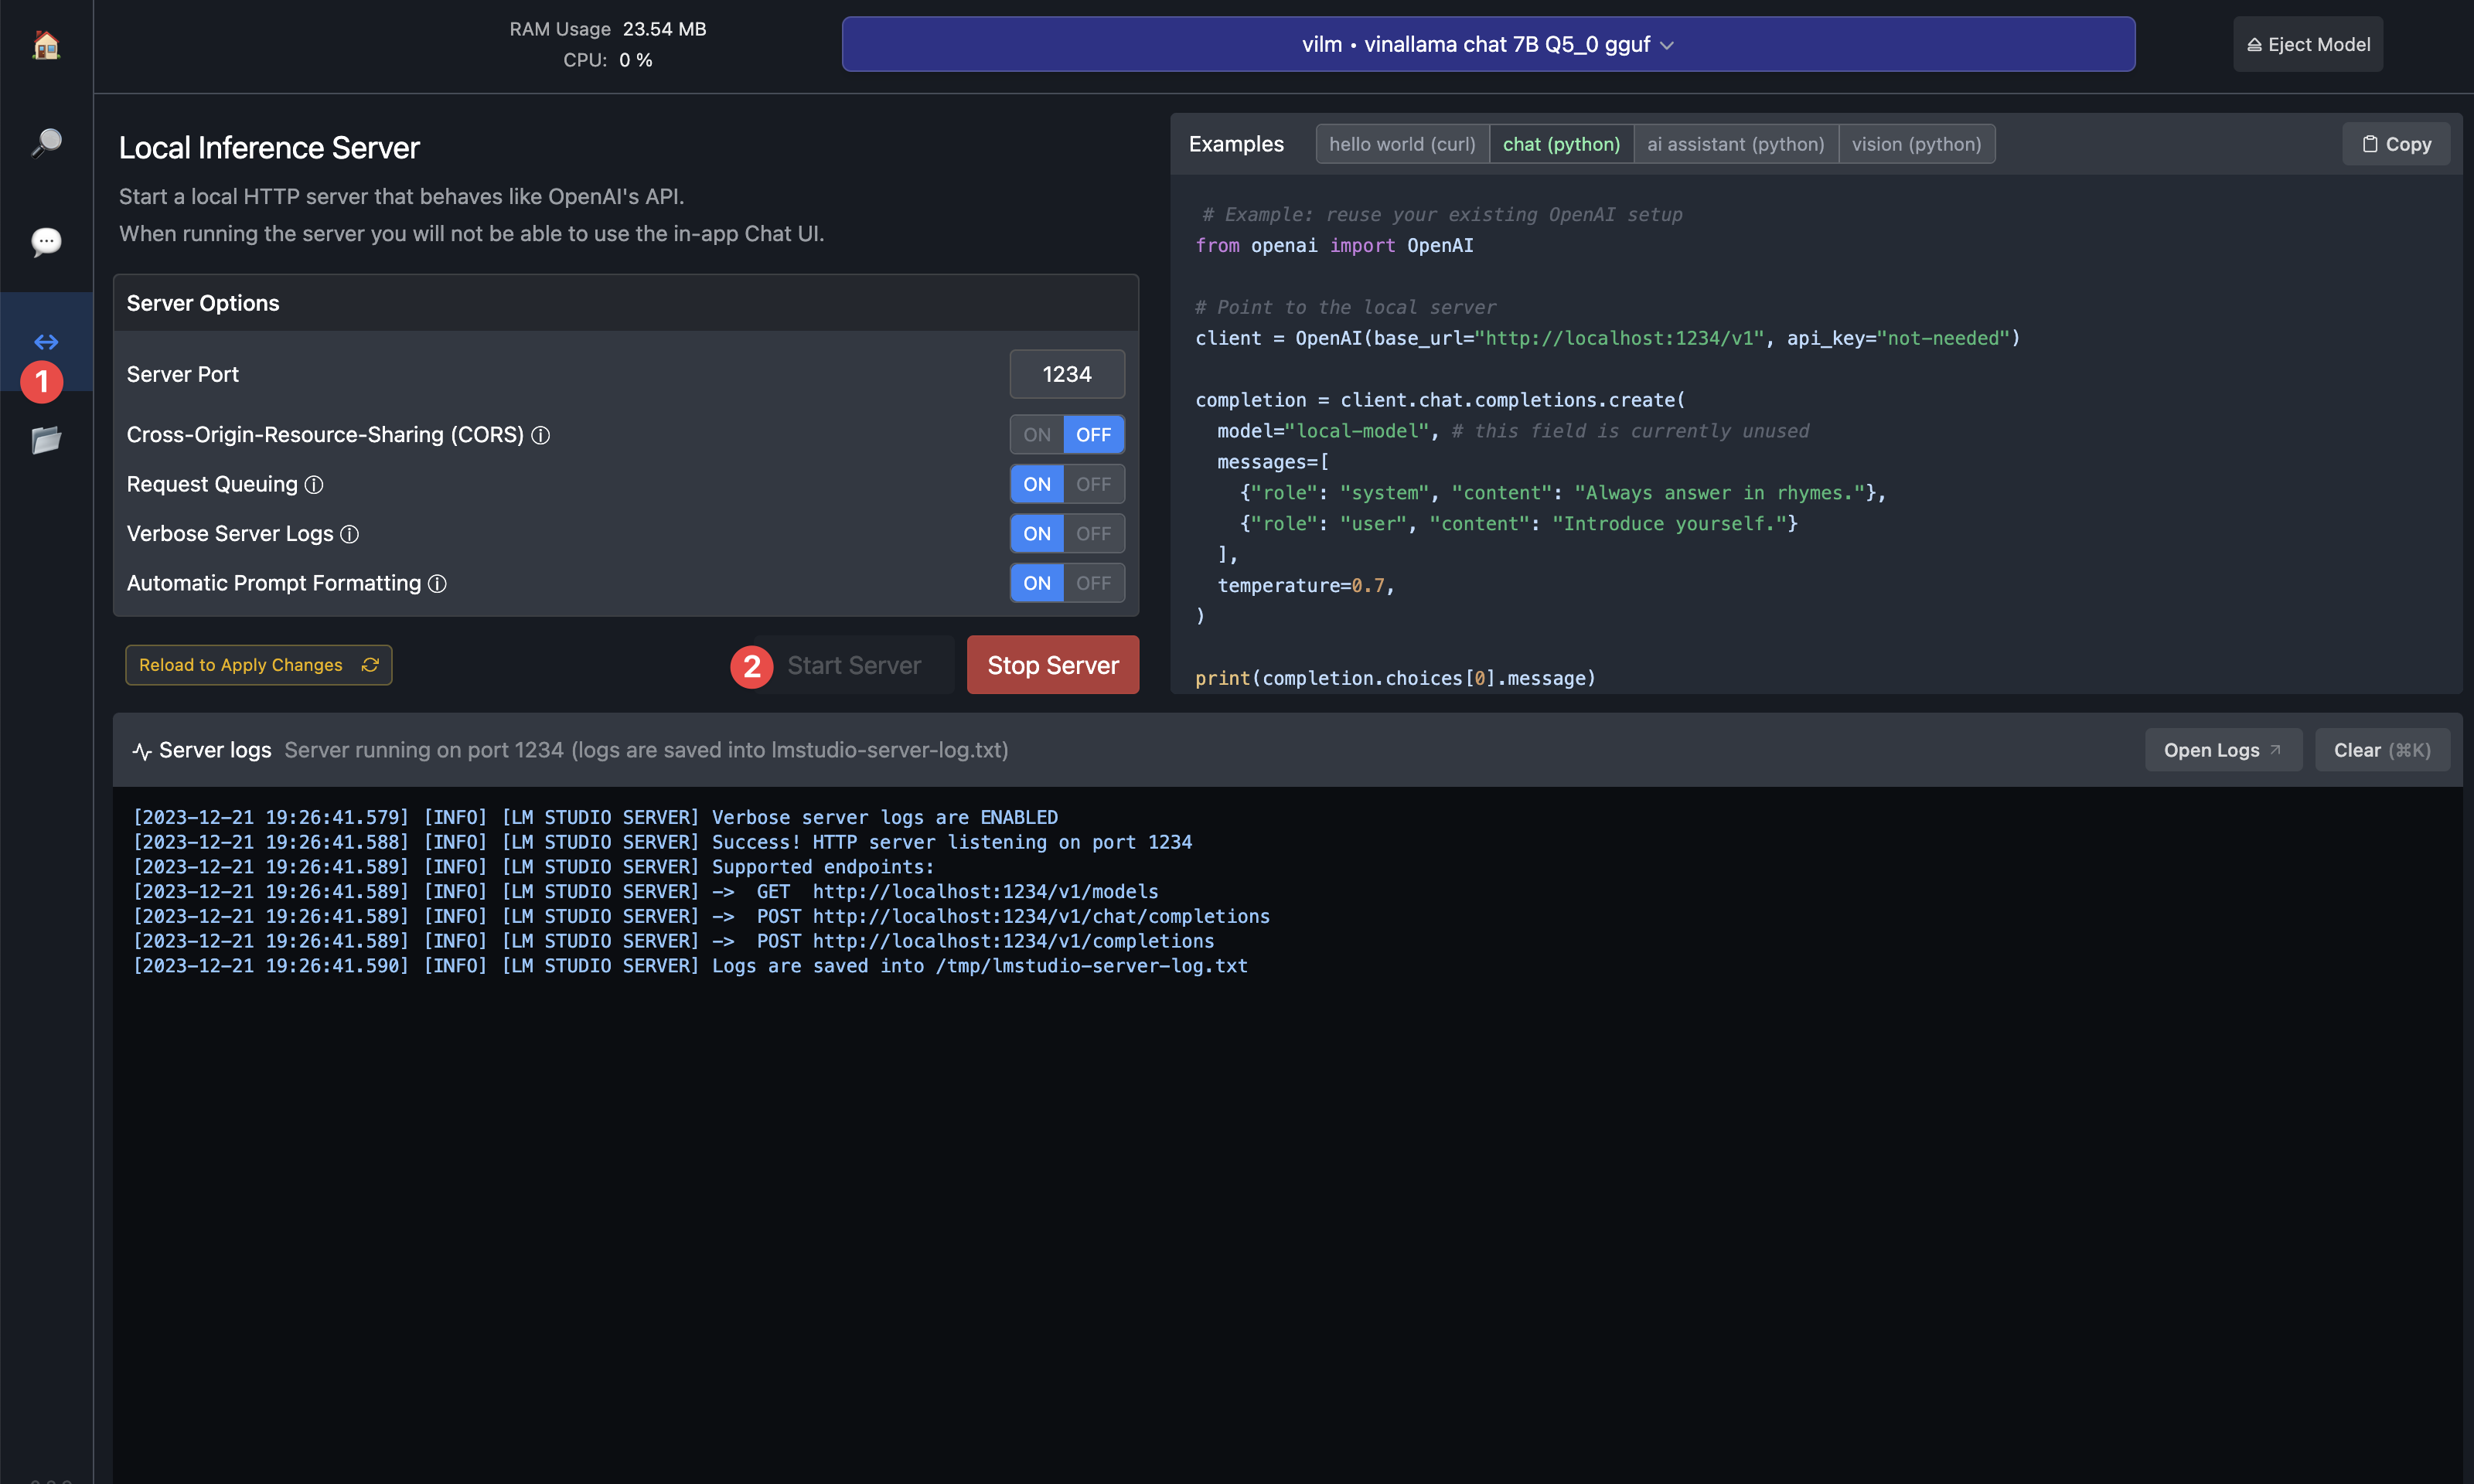 RAM Usage 23.54 MB
CPU: 0 %
vilm • vinallama chat 7B Q5_0 gguf
Eject Model
Local Inference Server
Start a local HTTP server that behaves like OpenAI's API.
When running the server you will not be able to use the in-app Chat UI.
1
Server Options
Server Port 1234
Cross-Origin-Resource-Sharing (CORS) ON OFF
Request Queuing ON OFF
Verbose Server Logs ON OFF
Automatic Prompt Formatting ON OFF
Reload to Apply Changes
2 Start Server Stop Server
Examples hello world (curl) chat (python) ai assistant (python) vision (python) Copy
# Example: reuse your existing OpenAI setup
from openai import OpenAI
# Point to the local server
client = OpenAI(base_url="http://localhost:1234/v1", api_key="not-needed")
completion = client.chat.completions.create(
model="local-model", # this field is currently unused
messages=[
{"role": "system", "content": "Always answer in rhymes."},
{"role": "user", "content": "Introduce yourself."}
],
temperature=0.7,
)
print(completion.choices[0].message)
Server logs Server running on port 1234 (logs are saved into lmstudio-server-log.txt) Open Logs Clear (⌘K)
[2023-12-21 19:26:41.579] [INFO] [LM STUDIO SERVER] Verbose server logs are ENABLED
[2023-12-21 19:26:41.588] [INFO] [LM STUDIO SERVER] Success! HTTP server listening on port 1234
[2023-12-21 19:26:41.589] [INFO] [LM STUDIO SERVER] Supported endpoints:
[2023-12-21 19:26:41.589] [INFO] [LM STUDIO SERVER] -> GET http://localhost:1234/v1/models
[2023-12-21 19:26:41.589] [INFO] [LM STUDIO SERVER] -> POST http://localhost:1234/v1/chat/completions
[2023-12-21 19:26:41.589] [INFO] [LM STUDIO SERVER] -> POST http://localhost:1234/v1/completions
[2023-12-21 19:26:41.590] [INFO] [LM STUDIO SERVER] Logs are saved into /tmp/lmstudio-server-log.txt